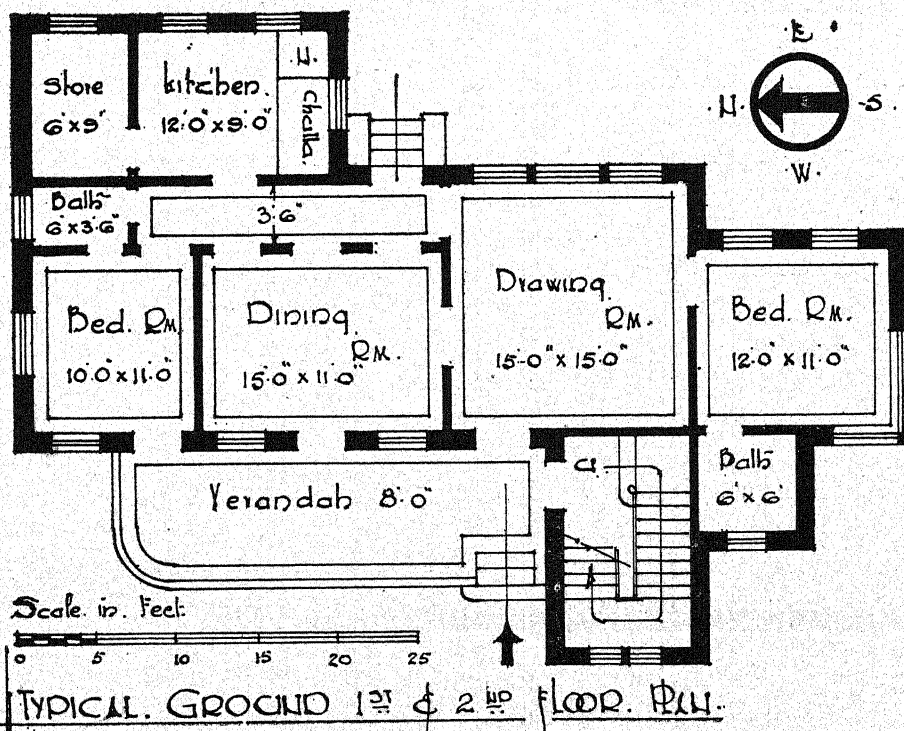 Store
6'x9'
kitchen.
12'.0"x9'.0"
N.
Challa.
E
N.
S.
W.
Bath
6'x3'.6"
3'.6"
Bed. Rm.
10'.0"x11'.0"
Dining
Rm.
15'.0"x11'.0"
Drawing
Rm.
15'-0"x15'.0"
Bed. Rm.
12'.0"x11'.0"
Verandah 8'.0"
Bath
6'x6'
Scale. in. Feet.
0 5 10 15 20 25
TYPICAL. GROUND 1ST & 2ND FLOOR. PLAN.